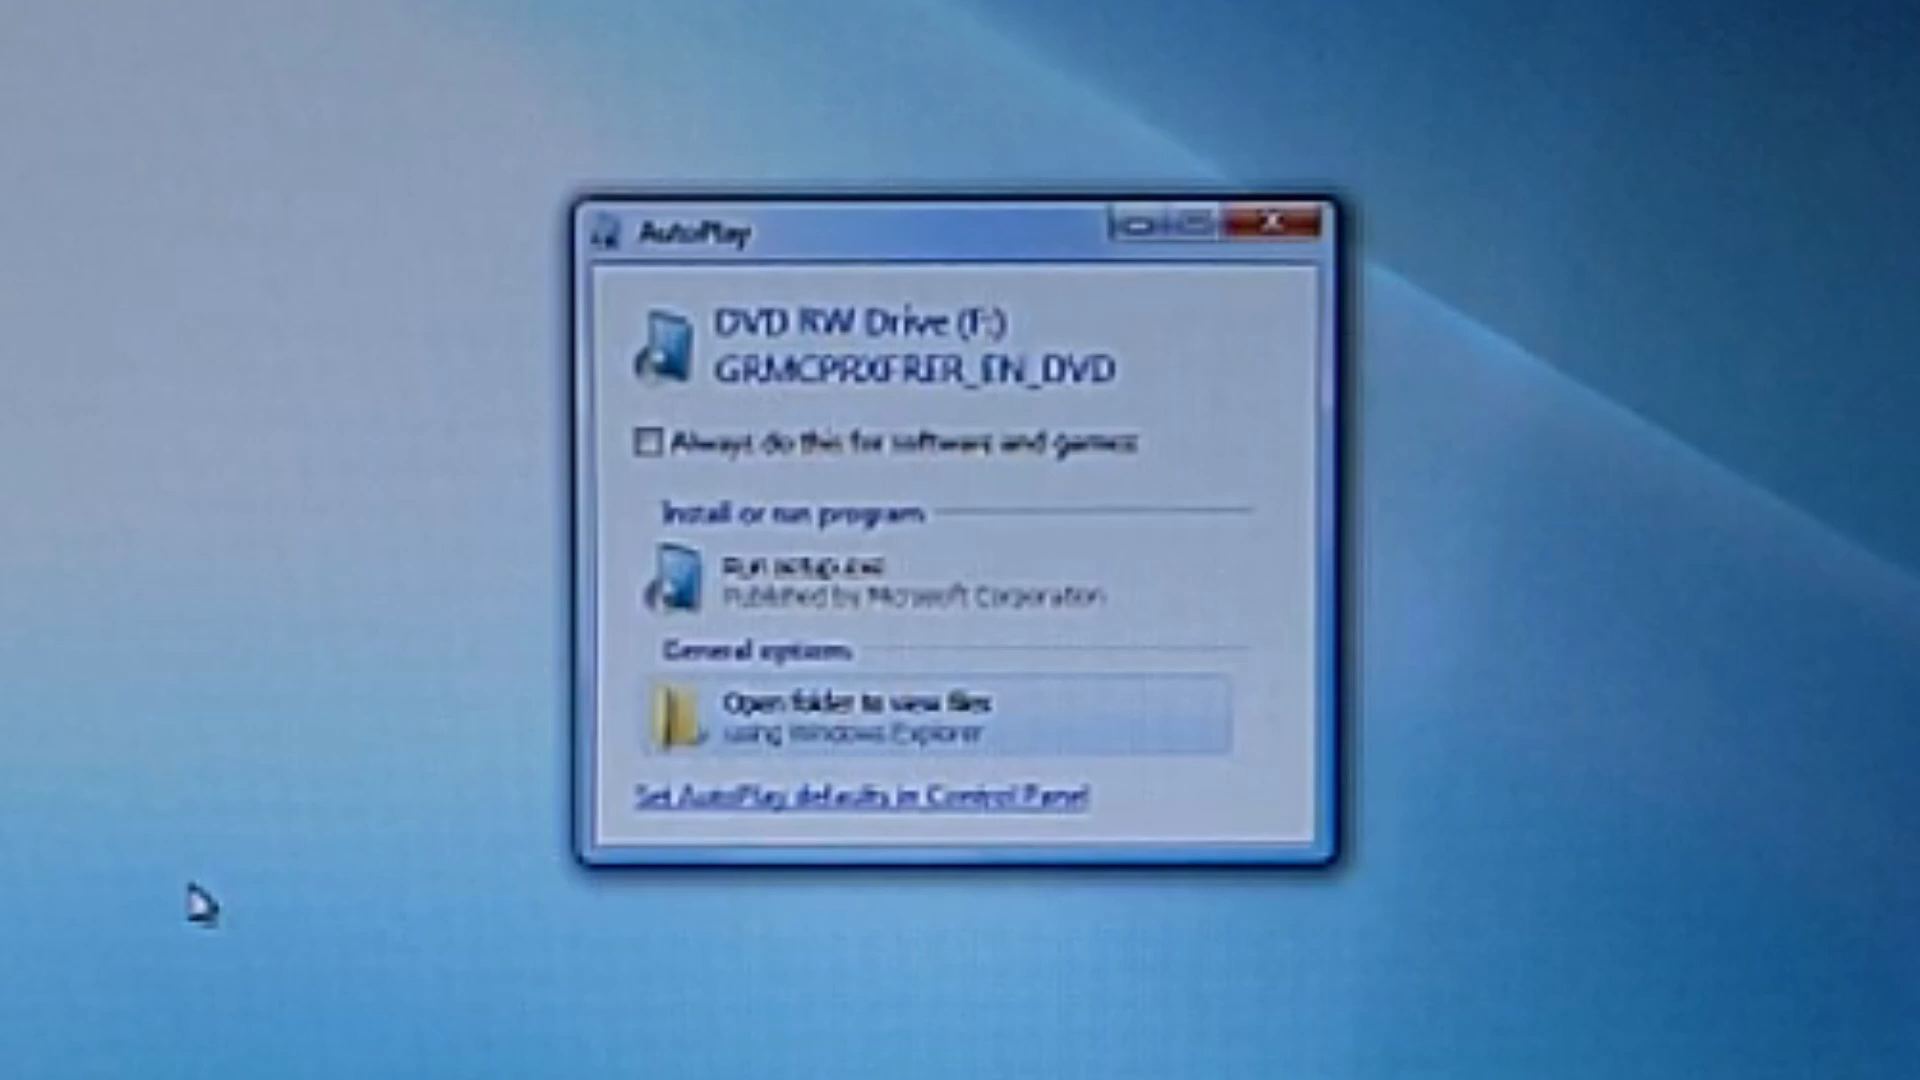 AutoPlay
DVD RW Drive (F:)
GRMCPRXFRER_EN_DVD
Always do this for software and games:
Install or run program
Run setup.exe
Published by Microsoft Corporation
General options
Open folder to view files
using Windows Explorer
Set AutoPlay defaults in Control Panel